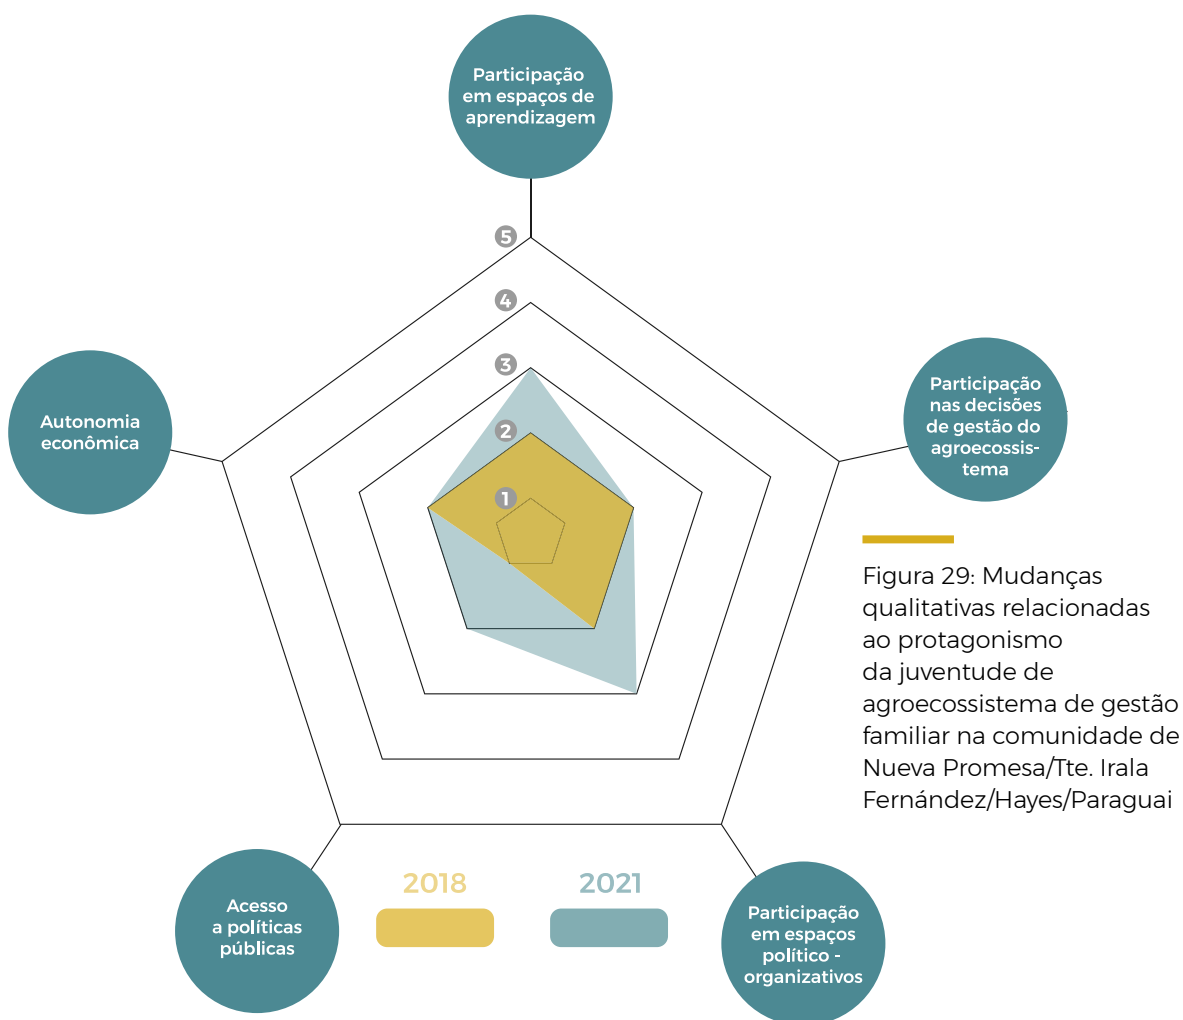 Participação
em espaços de
aprendizagem
5
4
3
2
1
Autonomia
econômica
Participação
nas decisões
de gestão do
agroecossis-
tema
Figura 29: Mudanças
qualitativas relacionadas
ao protagonismo
da juventude de
agroecossistema de gestão
familiar na comunidade de
Nueva Promesa/Tte. Irala
Fernández/Hayes/Paraguai
Acesso
a políticas
públicas
2018
2021
Participação
em espaços
político -
organizativos